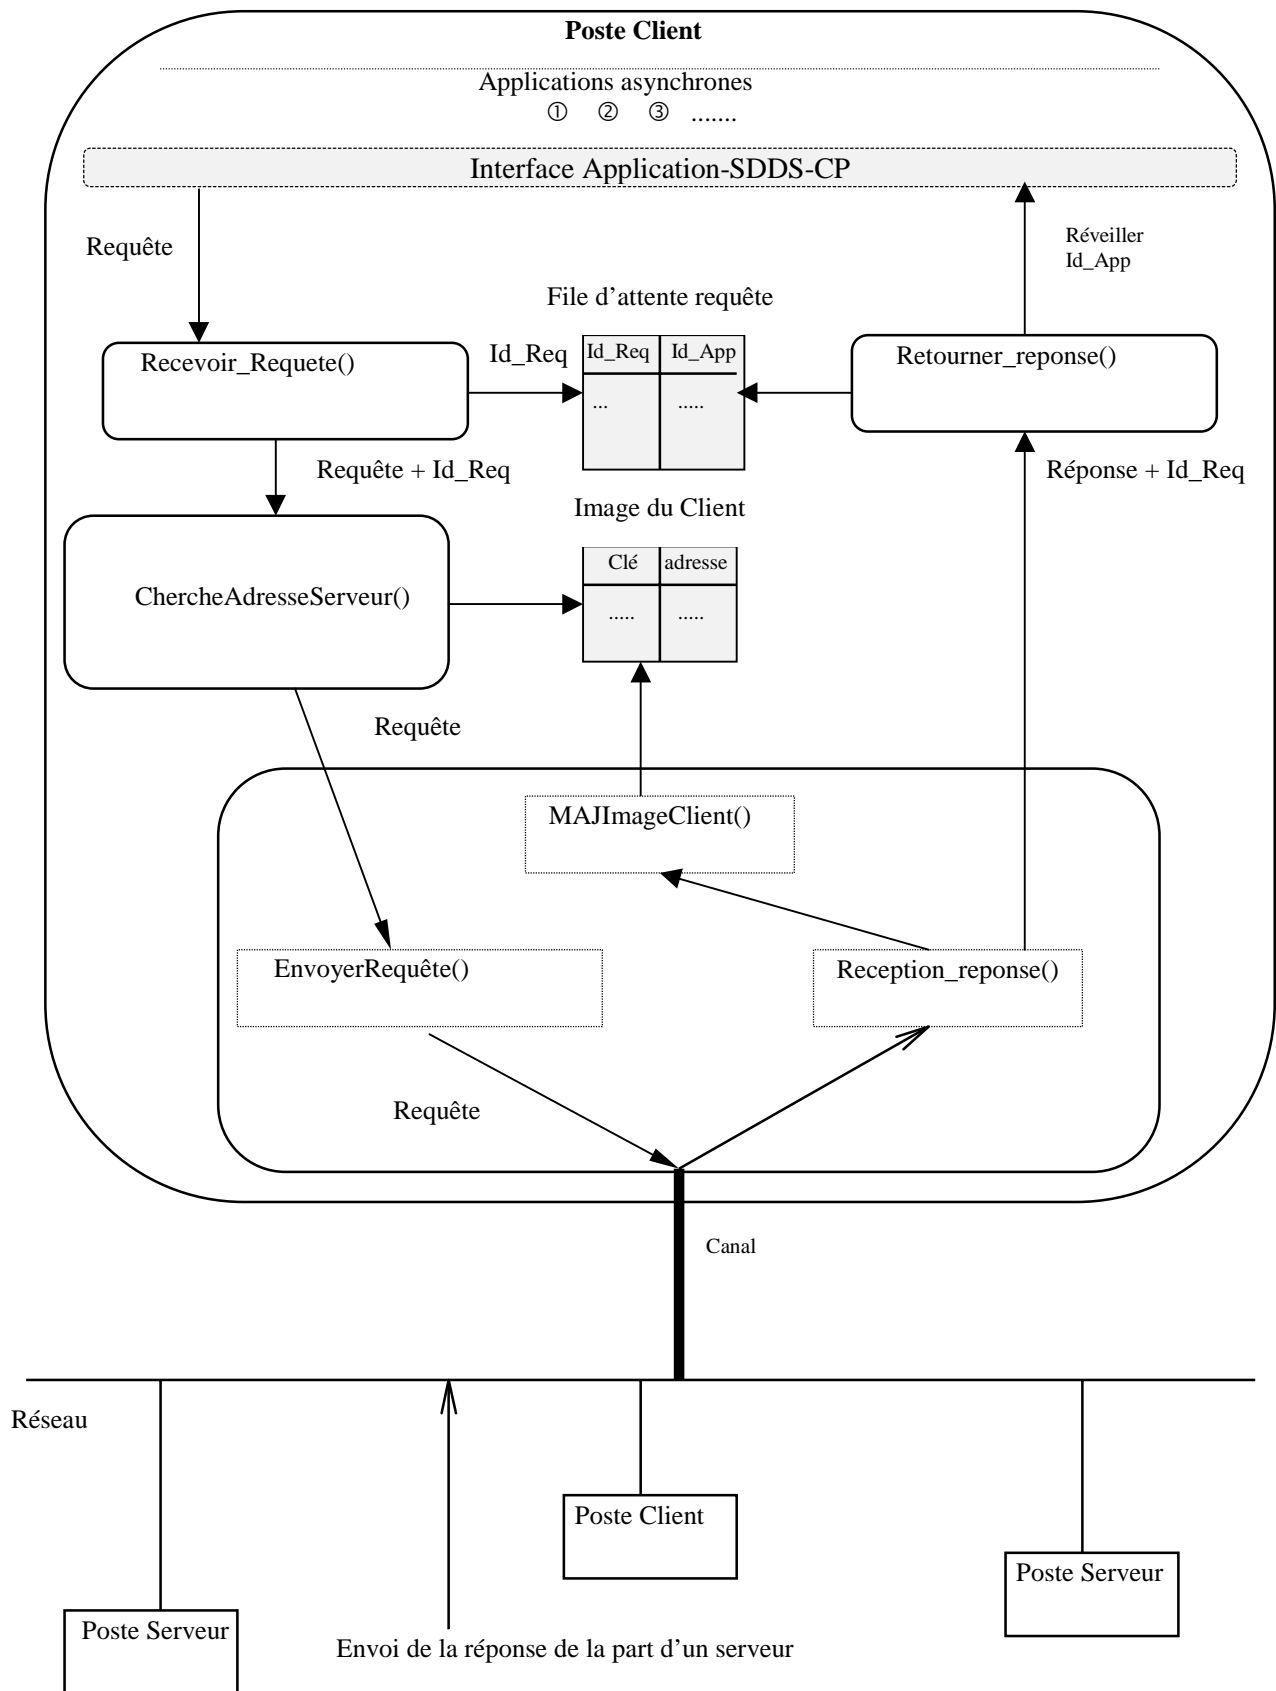 Poste Client
Applications asynchrones
① ② ③ .......
Interface Application-SDDS-CP
Requête
Réveiller
Id_App
File d’attente requête
Recevoir_Requete()
Id_Req
Id_Req Id_App
... .....
Retourner_reponse()
Requête + Id_Req
Réponse + Id_Req
Image du Client
Clé adresse
..... .....
ChercheAdresseServeur()
Requête
MAJImageClient()
EnvoyerRequête()
Reception_reponse()
Requête
Canal
Réseau
Poste Client
Poste Serveur
Poste Serveur
Envoi de la réponse de la part d’un serveur